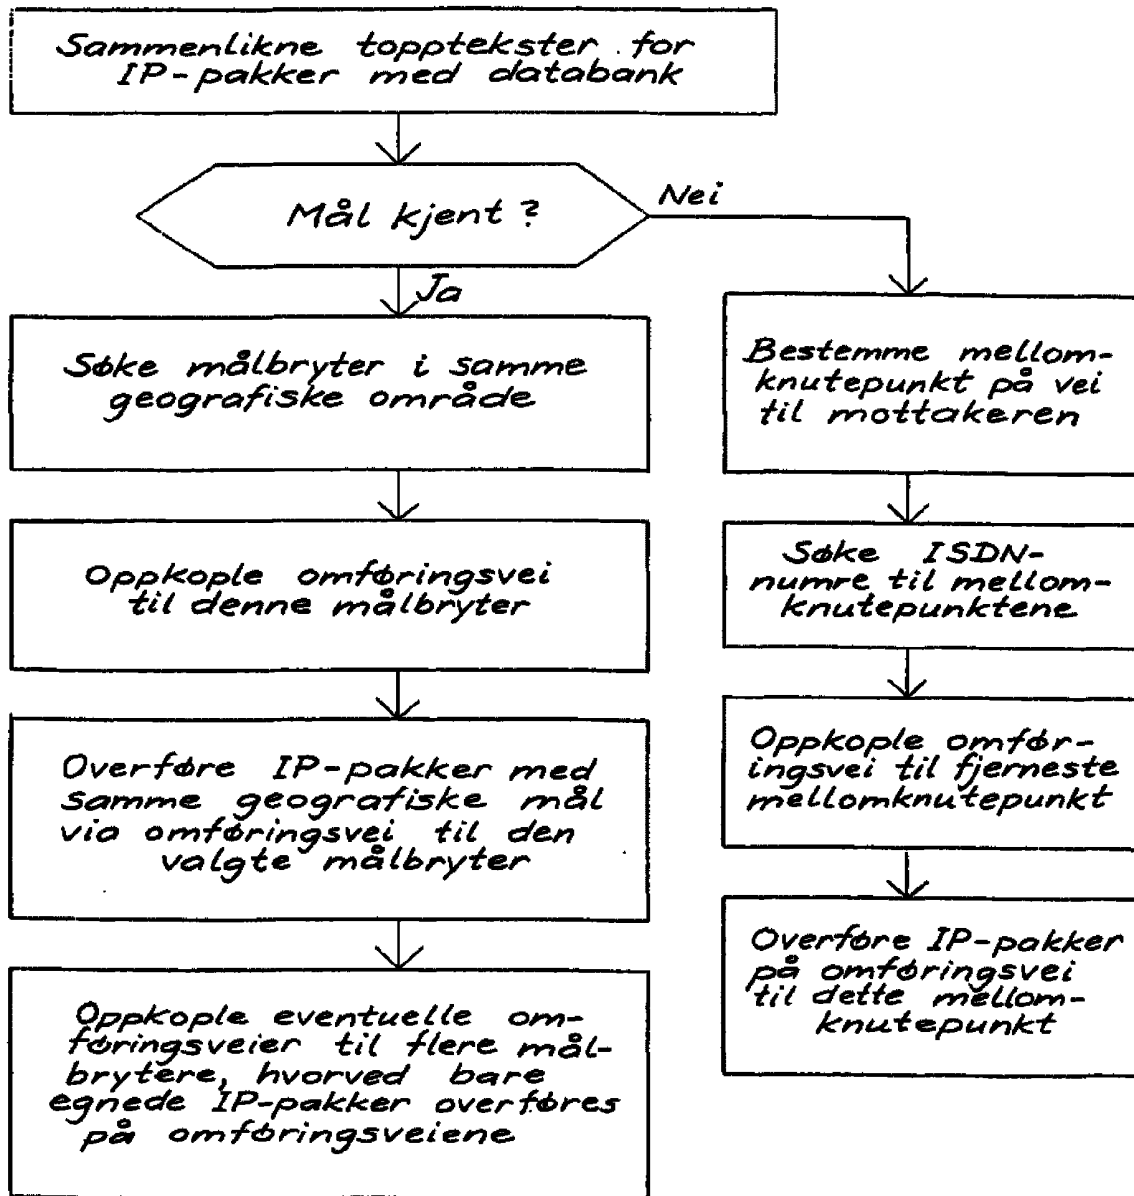 Sammenlikne topptekster for
IP-pakker med databank
Mål kjent?
Nei
Ja
Søke målbryter i samme
geografiske område
Oppkople omføringsvei
til denne målbryter
Overføre IP-pakker med
samme geografiske mål
via omføringsvei til den
valgte målbryter
Oppkople eventuelle om-
føringsveier til flere mål-
brytere, hvorved bare
egnede IP-pakker overføres
på omføringsveiene
Bestemme mellom-
knutepunkt på vei
til mottakeren
Søke ISDN-
numre til mellom-
knutepunktene
Oppkople omfør-
ingsvei til fjerneste
mellomknutepunkt
Overføre IP-pakker
på omføringsvei
til dette mellom-
knutepunkt